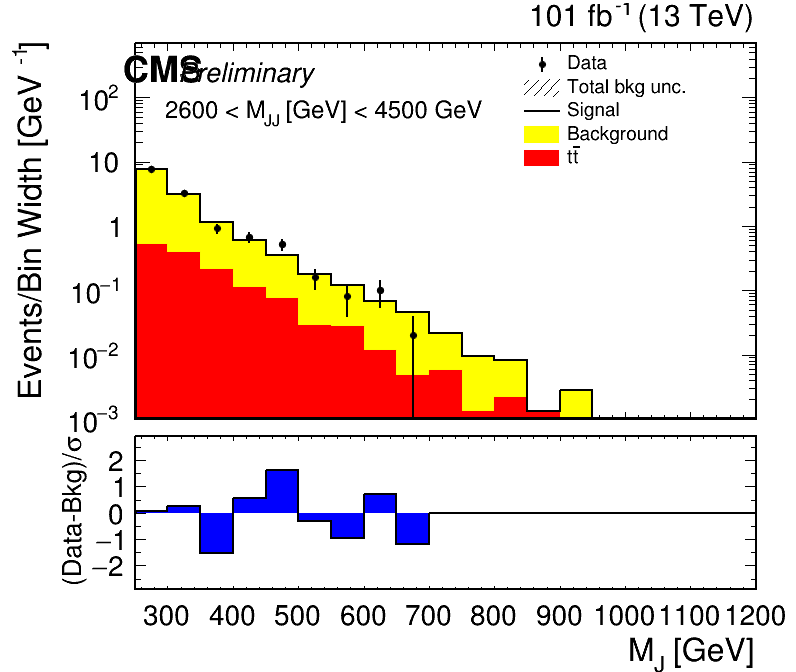 101 fb⁻¹ (13 TeV)
CMS Preliminary
2600 < M_JJ [GeV] < 4500 GeV
Data
Total bkg unc.
Signal
Background
tt̄
Events/Bin Width [GeV⁻¹]
10²
10
1
10⁻¹
10⁻²
10⁻³
(Data-Bkg)/σ
2
1
0
−1
−2
300 400 500 600 700 800 900 1000 1100 1200
M_J [GeV]